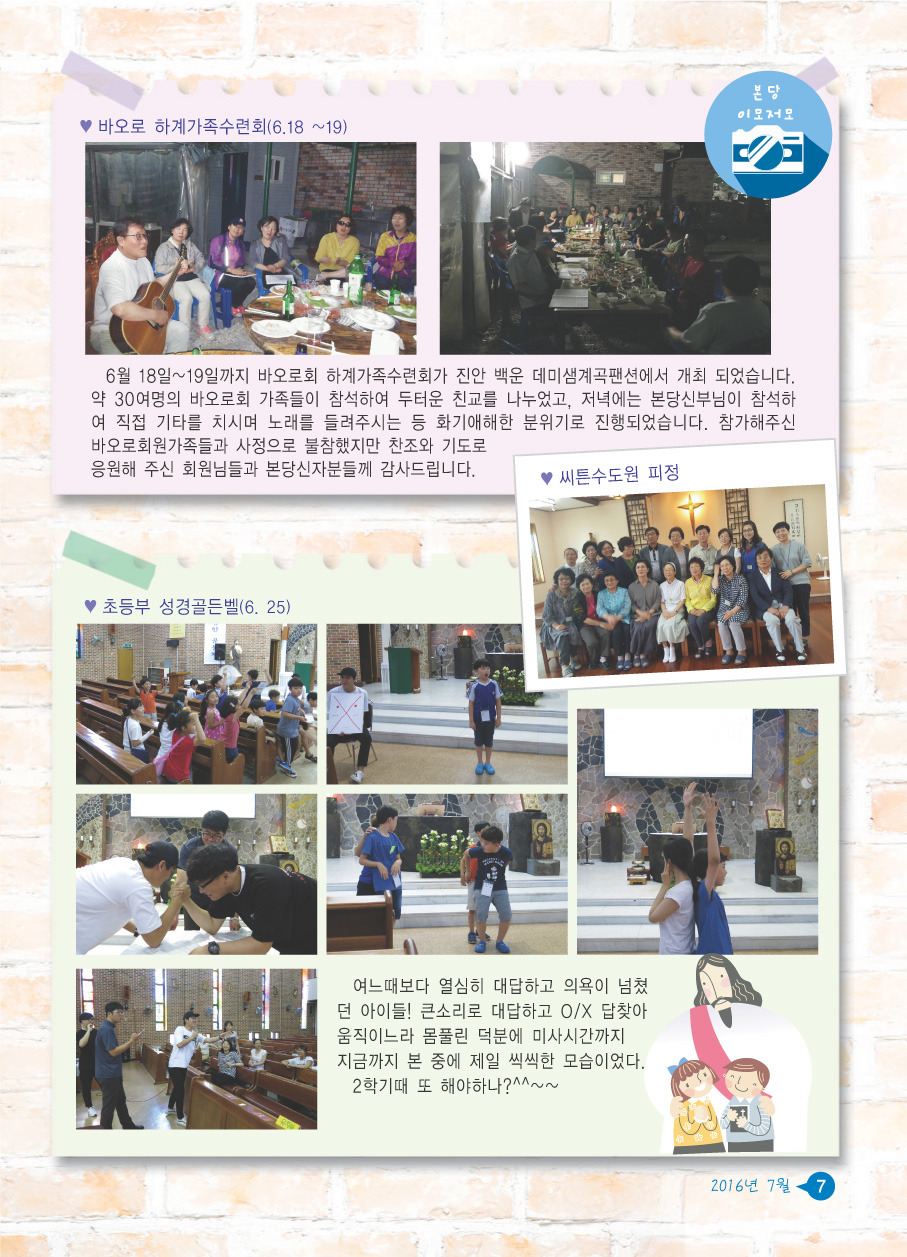 본당
이모저모
♥ 바오로 하계가족수련회(6.18 ~19)
6월 18일~19일까지 바오로회 하계가족수련회가 진안 백운 데미샘계곡팬션에서 개최 되었습니다.
약 30여명의 바오로회 가족들이 참석하여 두터운 친교를 나누었고, 저녁에는 본당신부님이 참석하
여 직접 기타를 치시며 노래를 들려주시는 등 화기애해한 분위기로 진행되었습니다. 참가해주신
바오로회원가족들과 사정으로 불참했지만 찬조와 기도로
응원해 주신 회원님들과 본당신자분들께 감사드립니다.
♥ 씨튼수도원 피정
♥ 초등부 성경골든벨(6. 25)
여느때보다 열심히 대답하고 의욕이 넘쳤
던 아이들! 큰소리로 대답하고 O/X 답찾아
움직이느라 몸풀린 덕분에 미사시간까지
지금까지 본 중에 제일 씩씩한 모습이었다.
2학기때 또 해야하나?^^~~
2016년 7월 7